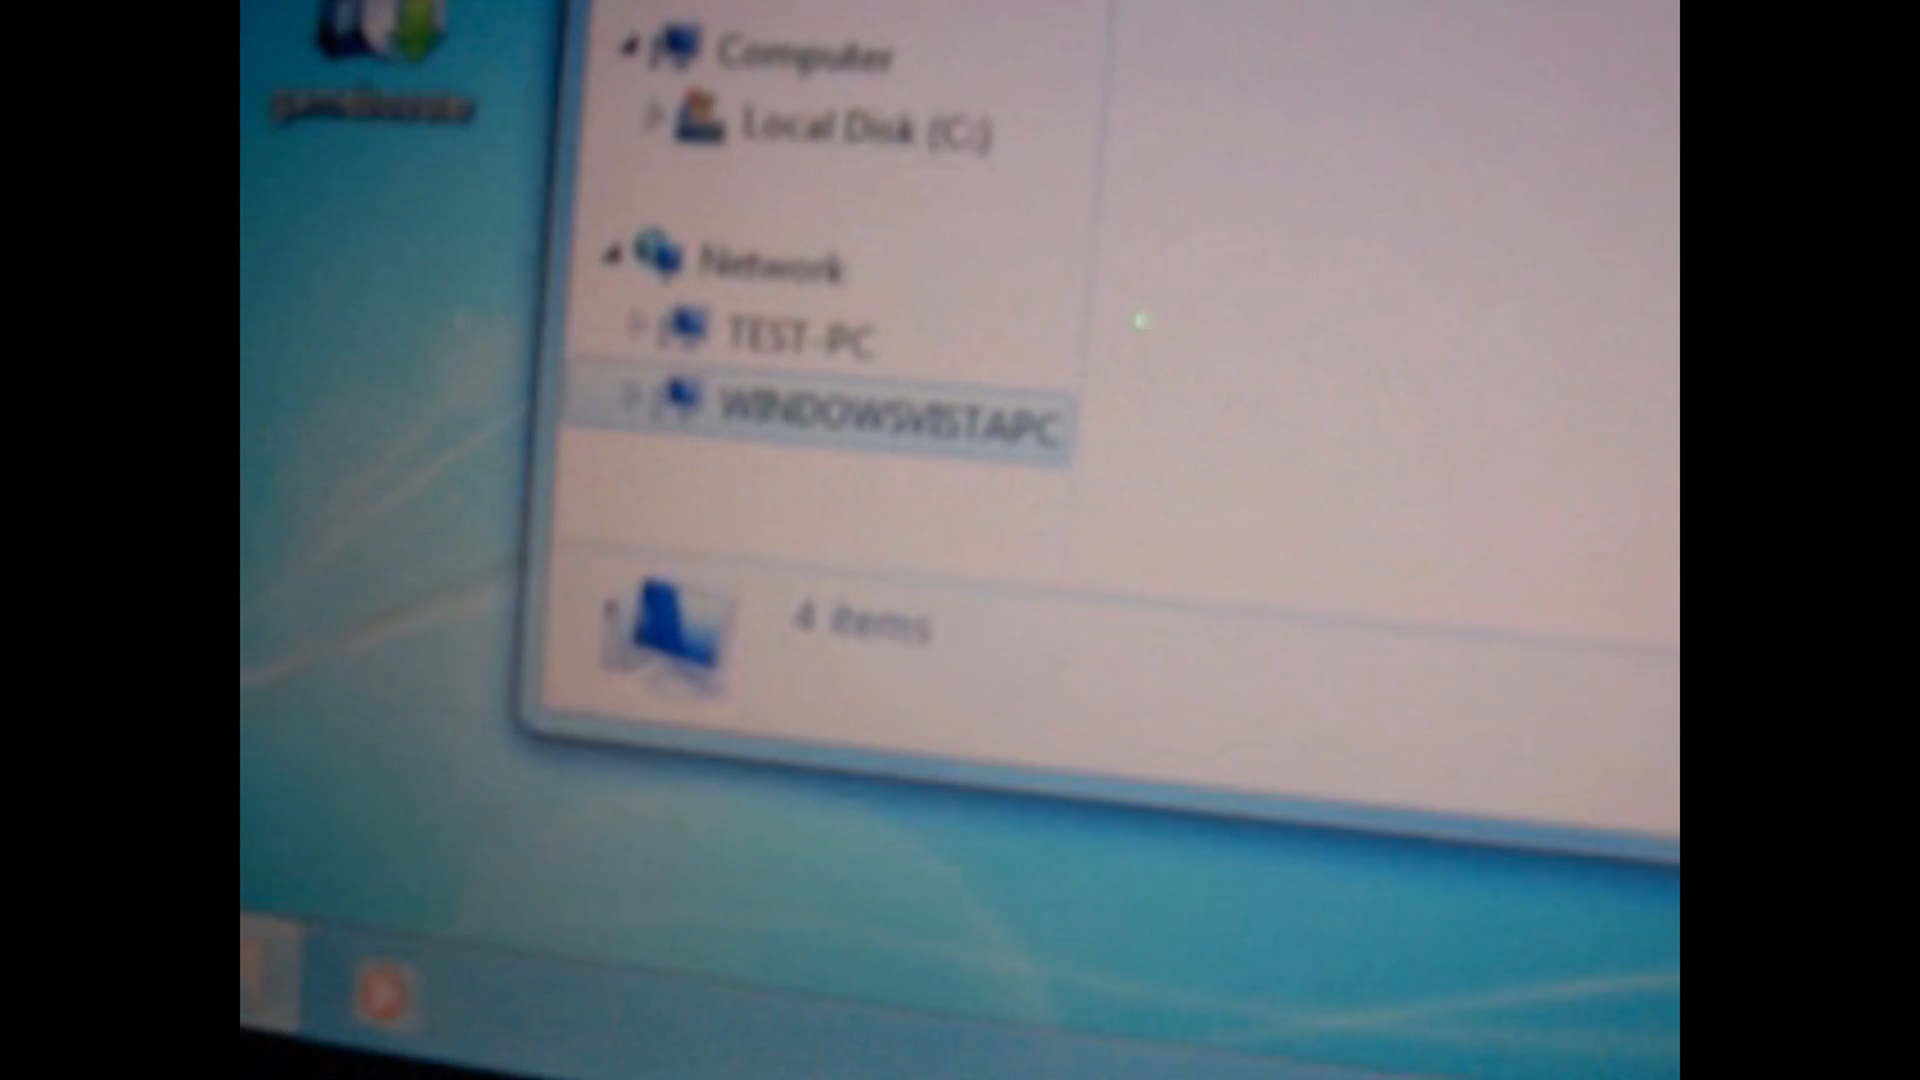 Computer
Local Disk (C:)
Network
TEST-PC
WINDOWSVISTAPC
4 items